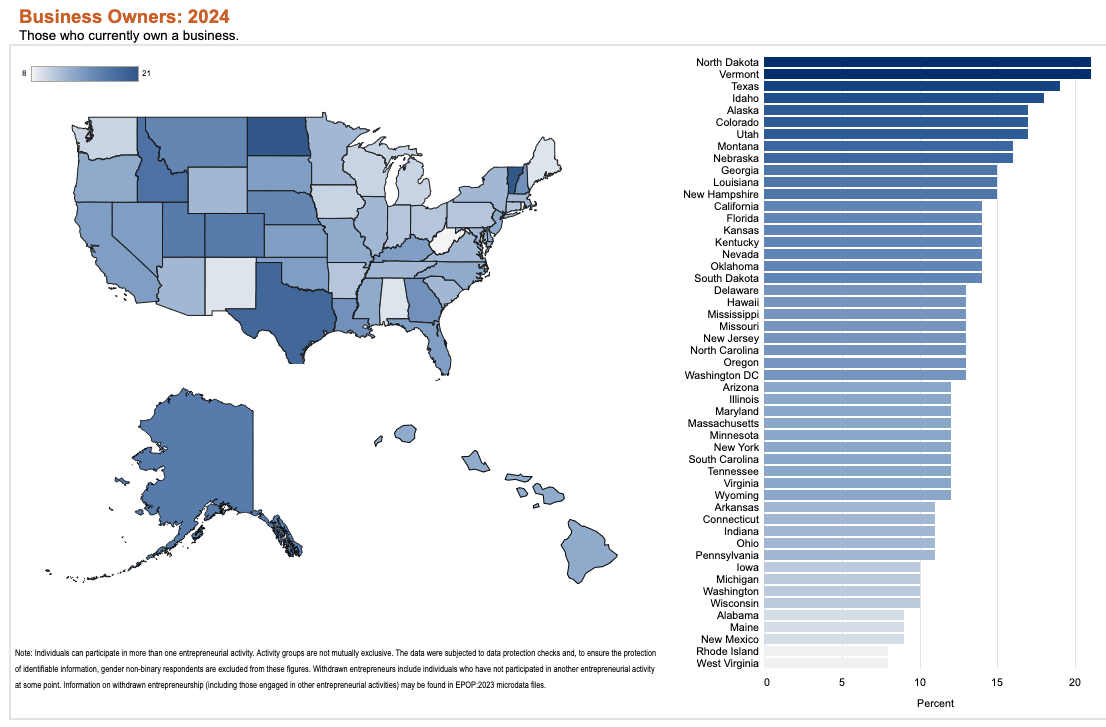 Business Owners: 2024
Those who currently own a business.
8
21
North Dakota
Vermont
Texas
Idaho
Alaska
Colorado
Utah
Montana
Nebraska
Georgia
Louisiana
New Hampshire
California
Florida
Kansas
Kentucky
Nevada
Oklahoma
South Dakota
Delaware
Hawaii
Mississippi
Missouri
New Jersey
North Carolina
Oregon
Washington DC
Arizona
Illinois
Maryland
Massachusetts
Minnesota
New York
South Carolina
Tennessee
Virginia
Wyoming
Arkansas
Connecticut
Indiana
Ohio
Pennsylvania
Iowa
Michigan
Washington
Wisconsin
Alabama
Maine
New Mexico
Rhode Island
West Virginia
0 5 10 15 20
Percent
Note: Individuals can participate in more than one entrepreneurial activity. Activity groups are not mutually exclusive. The data were subjected to data protection checks and, to ensure the protection
of identifiable information, gender non-binary respondents are excluded from these figures. Withdrawn entrepreneurs include individuals who have not participated in another entrepreneurial activity
at some point. Information on withdrawn entrepreneurship (including those engaged in other entrepreneurial activities) may be found in EPOP:2023 microdata files.